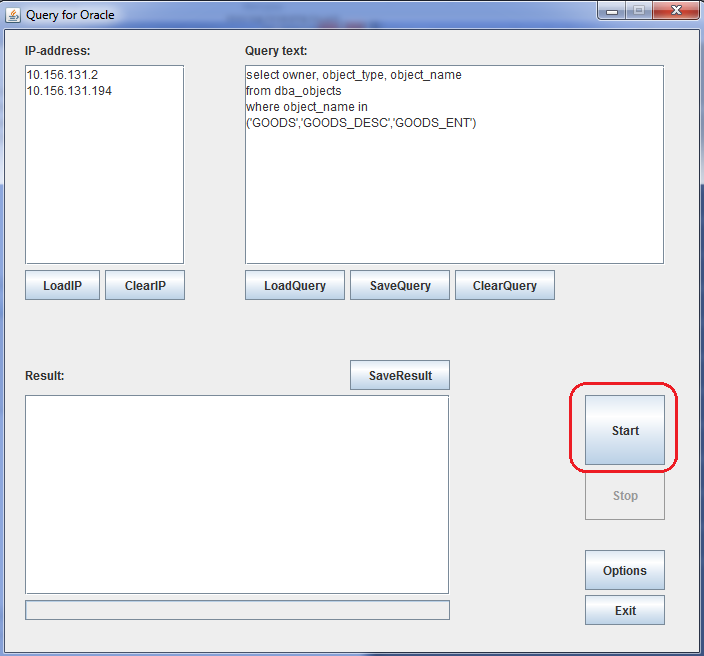 Query for Oracle
IP-address:
Query text:
10.156.131.2
10.156.131.194
select owner, object_type, object_name
from dba_objects
where object_name in
('GOODS','GOODS_DESC','GOODS_ENT')
LoadIP
ClearIP
LoadQuery
SaveQuery
ClearQuery
Result:
SaveResult
Start
Stop
Options
Exit